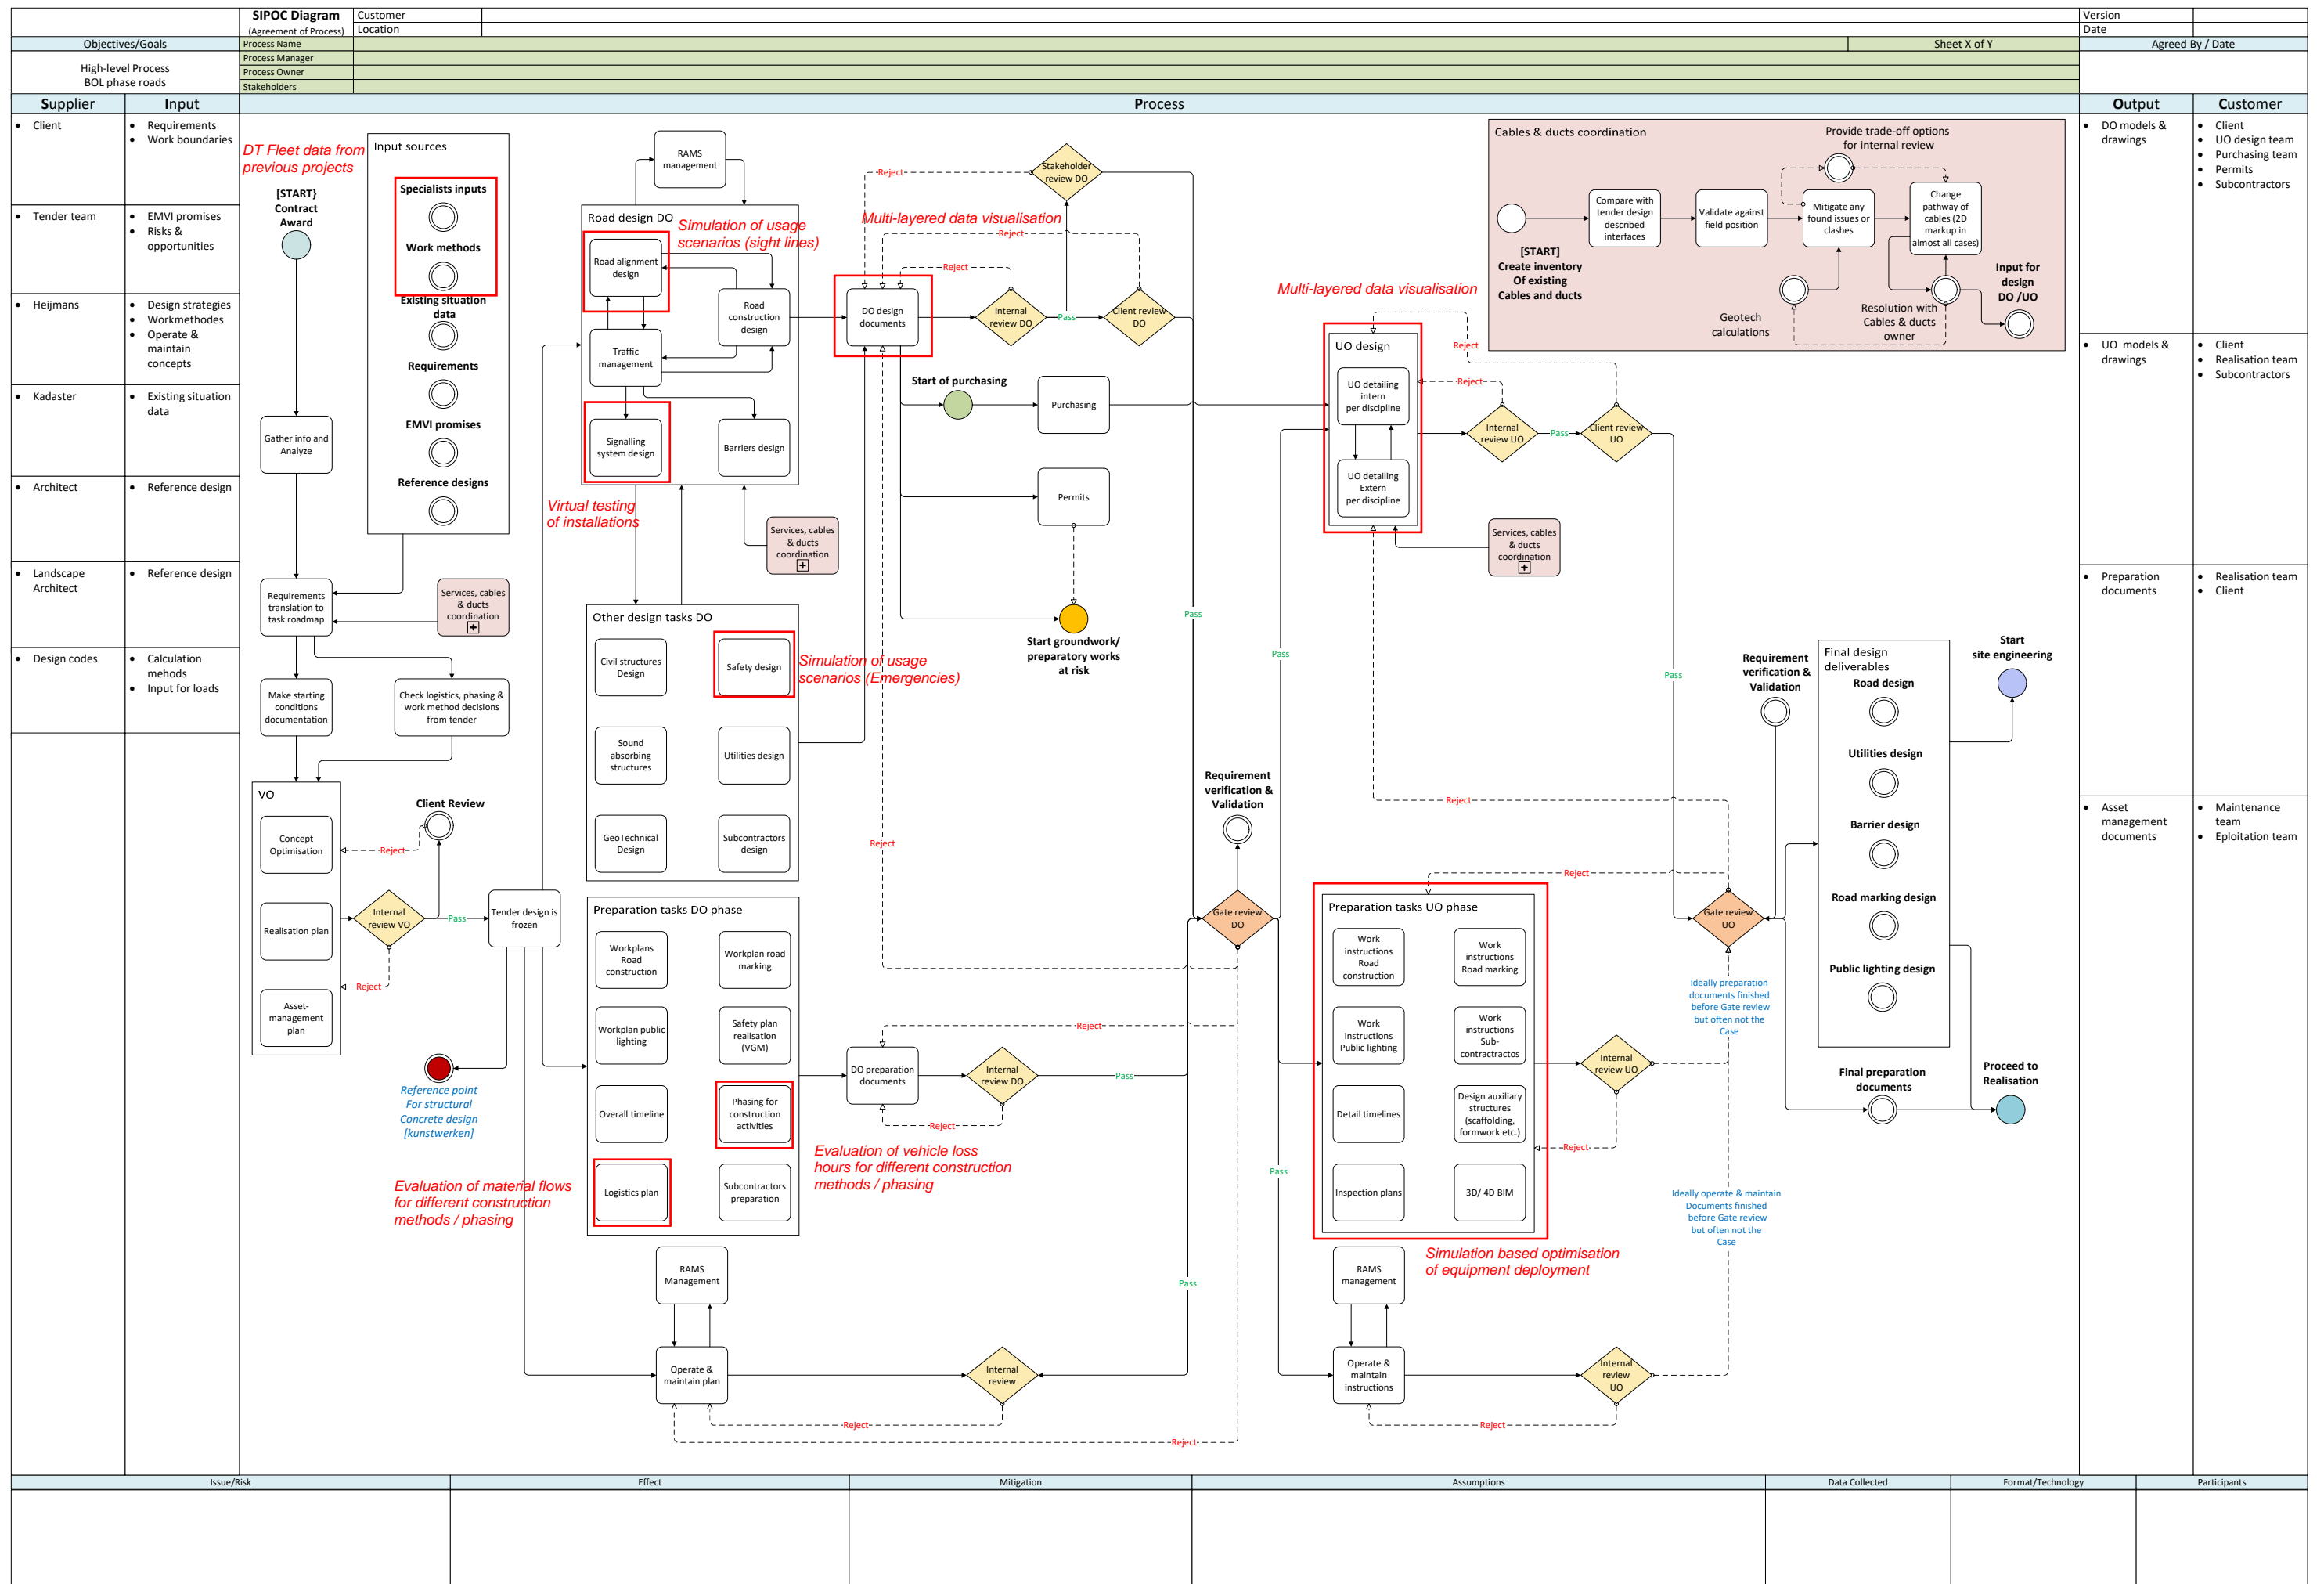 SIPOC Diagram
(Agreement of Process)
Customer
Location
Version
Date
Objectives/Goals
Process Name
Sheet X of Y
Agreed By / Date
High-level Process
BOL phase roads
Process Manager
Process Owner
Stakeholders
Supplier
Input
Process
Output
Customer
• Client
• Requirements
• Work boundaries
• Tender team
• EMVI promises
• Risks &
opportunities
• Heijmans
• Design strategies
• Workmethodes
• Operate &
maintain
concepts
• Kadaster
• Existing situation
data
• Architect
• Reference design
• Landscape
Architect
• Reference design
• Design codes
• Calculation
mehods
• Input for loads
DT Fleet data from
previous projects
[START}
Contract
Award
Gather info and
Analyze
Requirements
translation to
task roadmap
Services, cables
& ducts
coordination
Make starting
conditions
documentation
Check logistics, phasing &
work method decisions
from tender
Input sources
Specialists inputs
Work methods
Existing situation
data
Requirements
EMVI promises
Reference designs
VO
Concept
Optimisation
Realisation plan
Asset-
management
plan
Client Review
Reject
Internal
review VO
Pass
Reject
Tender design is
frozen
Reference point
For structural
Concrete design
[kunstwerken]
RAMS
management
Road design DO
Simulation of usage
scenarios (sight lines)
Road alignment
design
Road
construction
design
Traffic
management
Signalling
system design
Barriers design
Virtual testing
of installations
Services, cables
& ducts
coordination
Other design tasks DO
Civil structures
Design
Safety design
Simulation of usage
scenarios (Emergencies)
Sound
absorbing
structures
Utilities design
GeoTechnical
Design
Subcontractors
design
Preparation tasks DO phase
Workplans
Road
construction
Workplan road
marking
Workplan public
lighting
Safety plan
realisation
(VGM)
Overall timeline
Phasing for
construction
activities
Logistics plan
Subcontractors
preparation
Evaluation of material flows
for different construction
methods / phasing
Evaluation of vehicle loss
hours for different construction
methods / phasing
RAMS
Management
Operate &
maintain plan
Internal
review
Reject
Reject
Reject
Stakeholder
review DO
Multi-layered data visualisation
Reject
Reject
DO design
documents
Internal
review DO
Pass
Client review
DO
Start of purchasing
Purchasing
Permits
Start groundwork/
preparatory works
at risk
Reject
Pass
Reject
DO preparation
documents
Internal
review DO
Pass
Reject
Pass
Requirement
verification &
Validation
Gate review
DO
Pass
Pass
Multi-layered data visualisation
UO design
UO detailing
intern
per discipline
UO detailing
Extern
per discipline
Reject
Reject
Internal
review UO
Pass
Client review
UO
Services, cables
& ducts
coordination
Pass
Reject
Reject
Preparation tasks UO phase
Work
instructions
Road
construction
Work
instructions
Road marking
Work
instructions
Public lighting
Work
instructions
Sub-
contractractos
Detail timelines
Design auxiliary
structures
(scaffolding,
formwork etc.)
Inspection plans
3D/ 4D BIM
Simulation based optimisation
of equipment deployment
Internal
review UO
Reject
RAMS
management
Operate &
maintain
instructions
Internal
review
UO
Reject
Gate review
UO
Ideally preparation
documents finished
before Gate review
but often not the
Case
Ideally operate & maintain
Documents finished
before Gate review
but often not the
Case
Requirement
verification &
Validation
Final design
deliverables
Road design
Utilities design
Barrier design
Road marking design
Public lighting design
Start
site engineering
Final preparation
documents
Proceed to
Realisation
Cables & ducts coordination
Provide trade-off options
for internal review
[START]
Create inventory
Of existing
Cables and ducts
Compare with
tender design
described
interfaces
Validate against
field position
Mitigate any
found issues or
clashes
Change
pathway of
cables (2D
markup in
almost all cases)
Geotech
calculations
Resolution with
Cables & ducts
owner
Input for
design
DO /UO
• DO models &
drawings
• Client
• UO design team
• Purchasing team
• Permits
• Subcontractors
• UO models &
drawings
• Client
• Realisation team
• Subcontractors
• Preparation
documents
• Realisation team
• Client
• Asset
management
documents
• Maintenance
team
• Eploitation team
Issue/Risk
Effect
Mitigation
Assumptions
Data Collected
Format/Technology
Participants